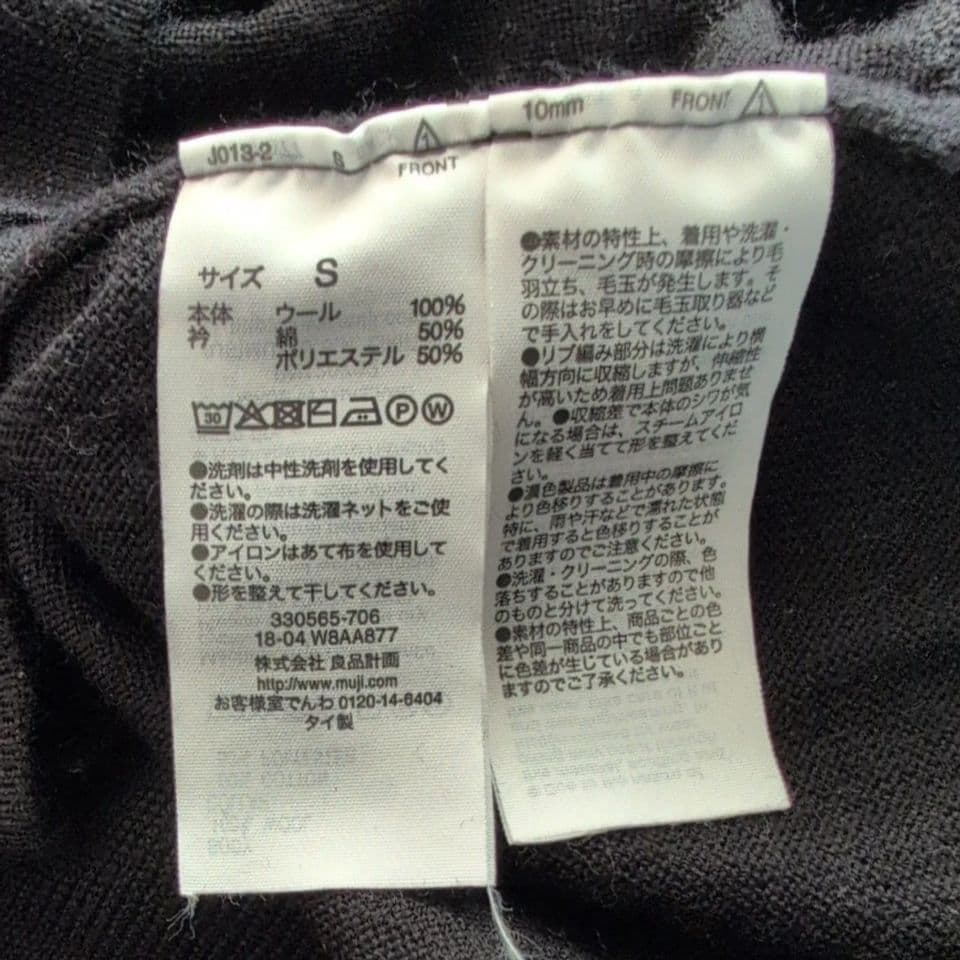 J013-2
S
1
FRONT
サイズ S
本体 ウール 100%
衿 綿 50%
ポリエステル 50%
30
P W
●洗剤は中性洗剤を使用してく
ださい。
●洗濯の際は洗濯ネットをご使
用ください。
●アイロンはあて布を使用して
ください。
●形を整えて干してください。
330565-706
18-04 W8AA877
株式会社 良品計画
http://www.muji.com
お客様室でんわ 0120-14-6404
タイ製
10mm FRONT 1
●素材の特性上、着用や洗濯・
クリーニング時の摩擦により毛
羽立ち、毛玉が発生します。そ
の際はお早めに毛玉取り器など
で手入れをしてください。
●リブ編み部分は洗濯により横
幅方向に収縮しますが、伸縮性
が高いため着用上問題ありませ
ん。●収縮差で本体のシワが気
になる場合は、スチームアイロ
ンを軽く当てて形を整えてくだ
さい。
●濃色製品は着用中の摩擦に
より色移りすることがあります。
特に、雨や汗などで濡れた状態
で着用すると色移りすることが
ありますのでご注意ください。
●洗濯・クリーニングの際、色
落ちすることがありますので他
のものと分けて洗ってください。
●素材の特性上、商品ごとの色
差や同一商品の中でも部位ごと
に色差が生じている場合があり
ますのでご了承ください。